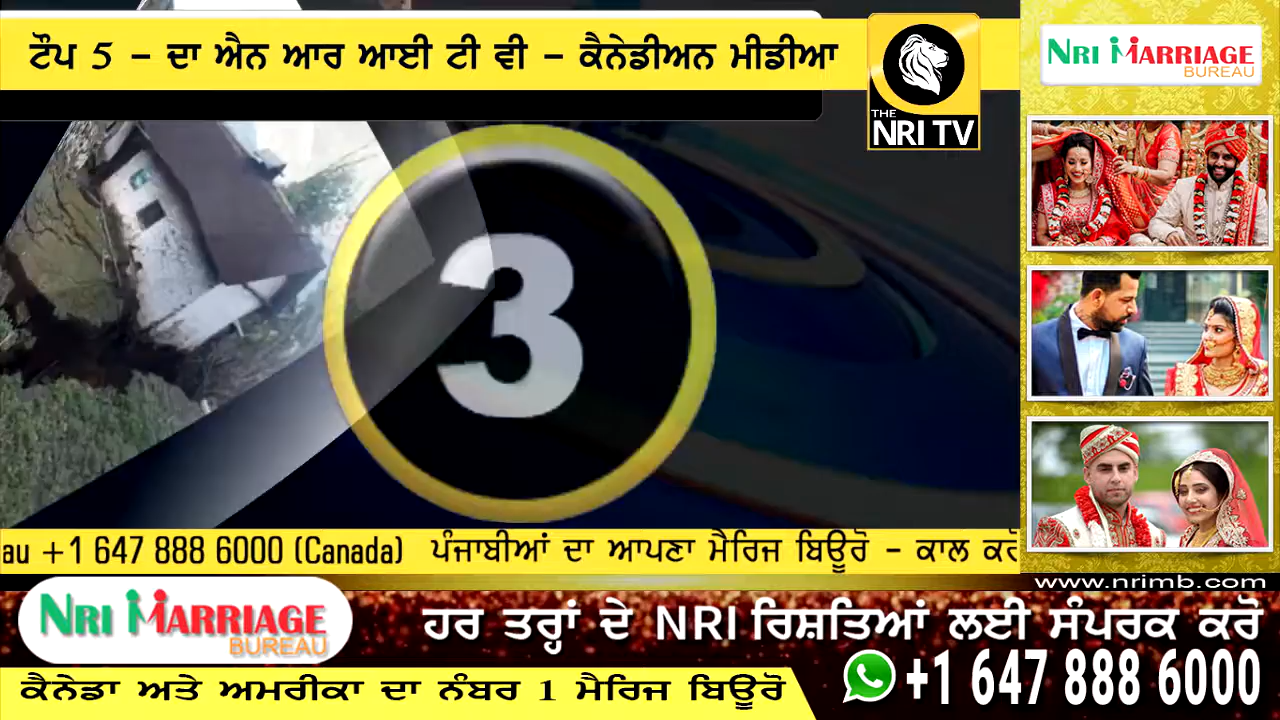 ਟੌਪ 5 - ਦਾ ਐਨ ਆਰ ਆਈ ਟੀ ਵੀ - ਕੈਨੇਡੀਅਨ ਮੀਡੀਆ
THE
NRI TV
NRI MARRIAGE
BUREAU
3
au +1 647 888 6000 (Canada) ਪੰਜਾਬੀਆਂ ਦਾ ਆਪਣਾ ਮੈਰਿਜ ਬਿਊਰੋ - ਕਾਲ ਕਰੋ
www.nrimb.com
NRI MARRIAGE
BUREAU
ਹਰ ਤਰ੍ਹਾਂ ਦੇ NRI ਰਿਸ਼ਤਿਆਂ ਲਈ ਸੰਪਰਕ ਕਰੋ
ਕੈਨੇਡਾ ਅਤੇ ਅਮਰੀਕਾ ਦਾ ਨੰਬਰ 1 ਮੈਰਿਜ ਬਿਊਰੋ
+1 647 888 6000